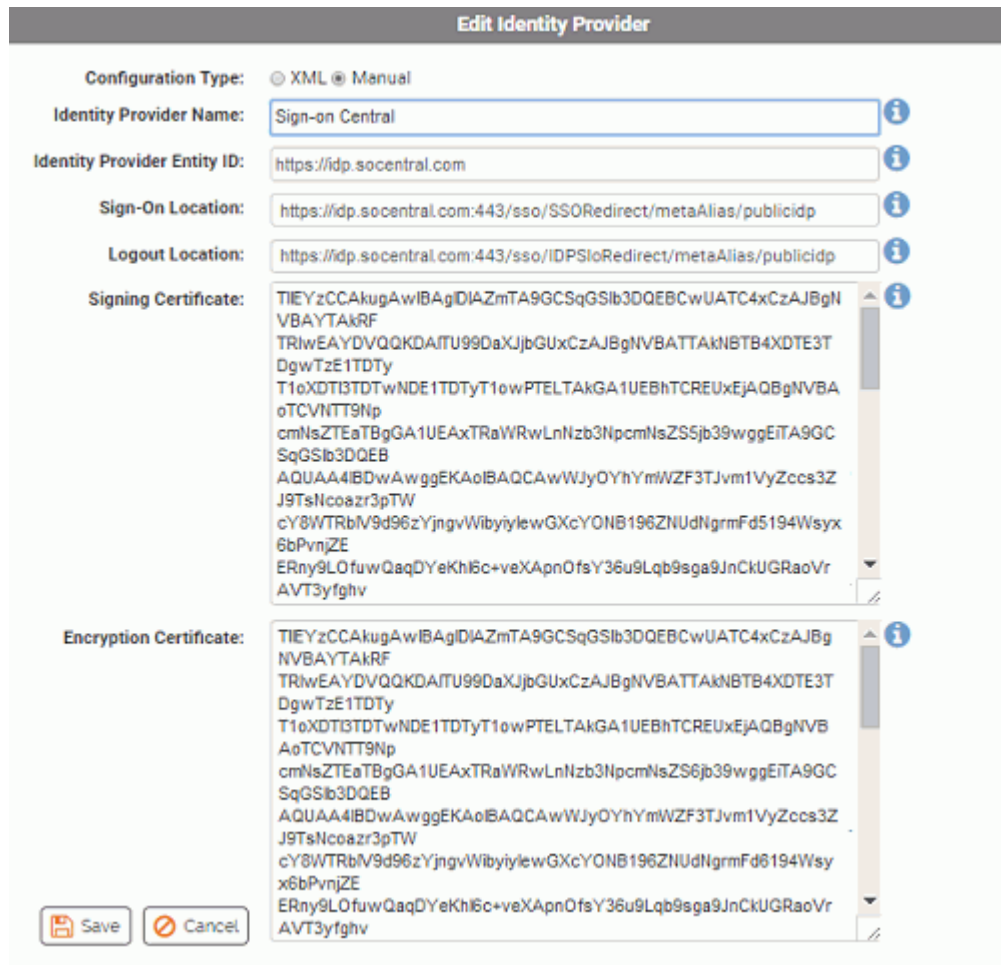 Edit Identity Provider
Configuration Type: XML Manual
Identity Provider Name: Sign-on Central
Identity Provider Entity ID: https://idp.socentral.com
Sign-On Location: https://idp.socentral.com:443/sso/SSORedirect/metaAlias/publicidp
Logout Location: https://idp.socentral.com:443/sso/IDPSloRedirect/metaAlias/publicidp
Signing Certificate: TIIEYzCCAkugAwIBAgIDIAZmTA9GCSqGSIb3DQEBCwUATC4xCzAJBgN
VBAYTAkRF
TRIwEAYDVQQKDAlTU99DaXJjbGUxCzAJBgNVBATTAkNBTB4XDTE3T
DgwTzE1TDTy
T1oXDTI3TDTwNDE1TDTyT1owPTELTAkGA1UEBhTCREUxEjAQBgNVBA
oTCVNTT9Np
cmNsZTEaTBgGA1UEAxTRaWRwLnNzb3NpcmNsZS5jb39wggEiTA9GC
SqGSIb3DQEB
AQUAA4IBDwAwggEKAoIBAQCAwWJyOYhYmWZF3TJvm1VyZccs3Z
J9TsNcoazr3pTW
cY8WTRbIV9d96zYjngvWibyiylewGXcYONB196ZNUdNgrmFd5194Wsyx
6bPvnjZE
ERny9LOfuwQaqDYeKhI6c+veXApnOfsY36u9Lqb9sga9JnCkUGRaoVr
AVT3yfghv
Encryption Certificate: TIIEYzCCAkugAwIBAgIDIAZmTA9GCSqGSIb3DQEBCwUATC4xCzAJBg
NVBAYTAkRF
TRIwEAYDVQQKDAlTU99DaXJjbGUxCzAJBgNVBATTAkNBTB4XDTE3T
DgwTzE1TDTy
T1oXDTI3TDTwNDE1TDTyT1owPTELTAkGA1UEBhTCREUxEjAQBgNVB
AoTCVNTT9Np
cmNsZTEaTBgGA1UEAxTRaWRwLnNzb3NpcmNsZS6jb39wggEiTA9GC
SqGSIb3DQEB
AQUAA4IBDwAwggEKAoIBAQCAwWJyOYhYmWZF3TJvm1VyZccs3Z
J9TsNcoazr3pTW
cY8WTRbIV9d96zYjngvWibyiylewGXcYONB196ZNUdNgrmFd6194Wsy
x6bPvnjZE
ERny9LOfuwQaqDYeKhI6c+veXApnOfsY36u9Lqb9sga9JnCkUGRaoVr
AVT3yfghv
Save Cancel